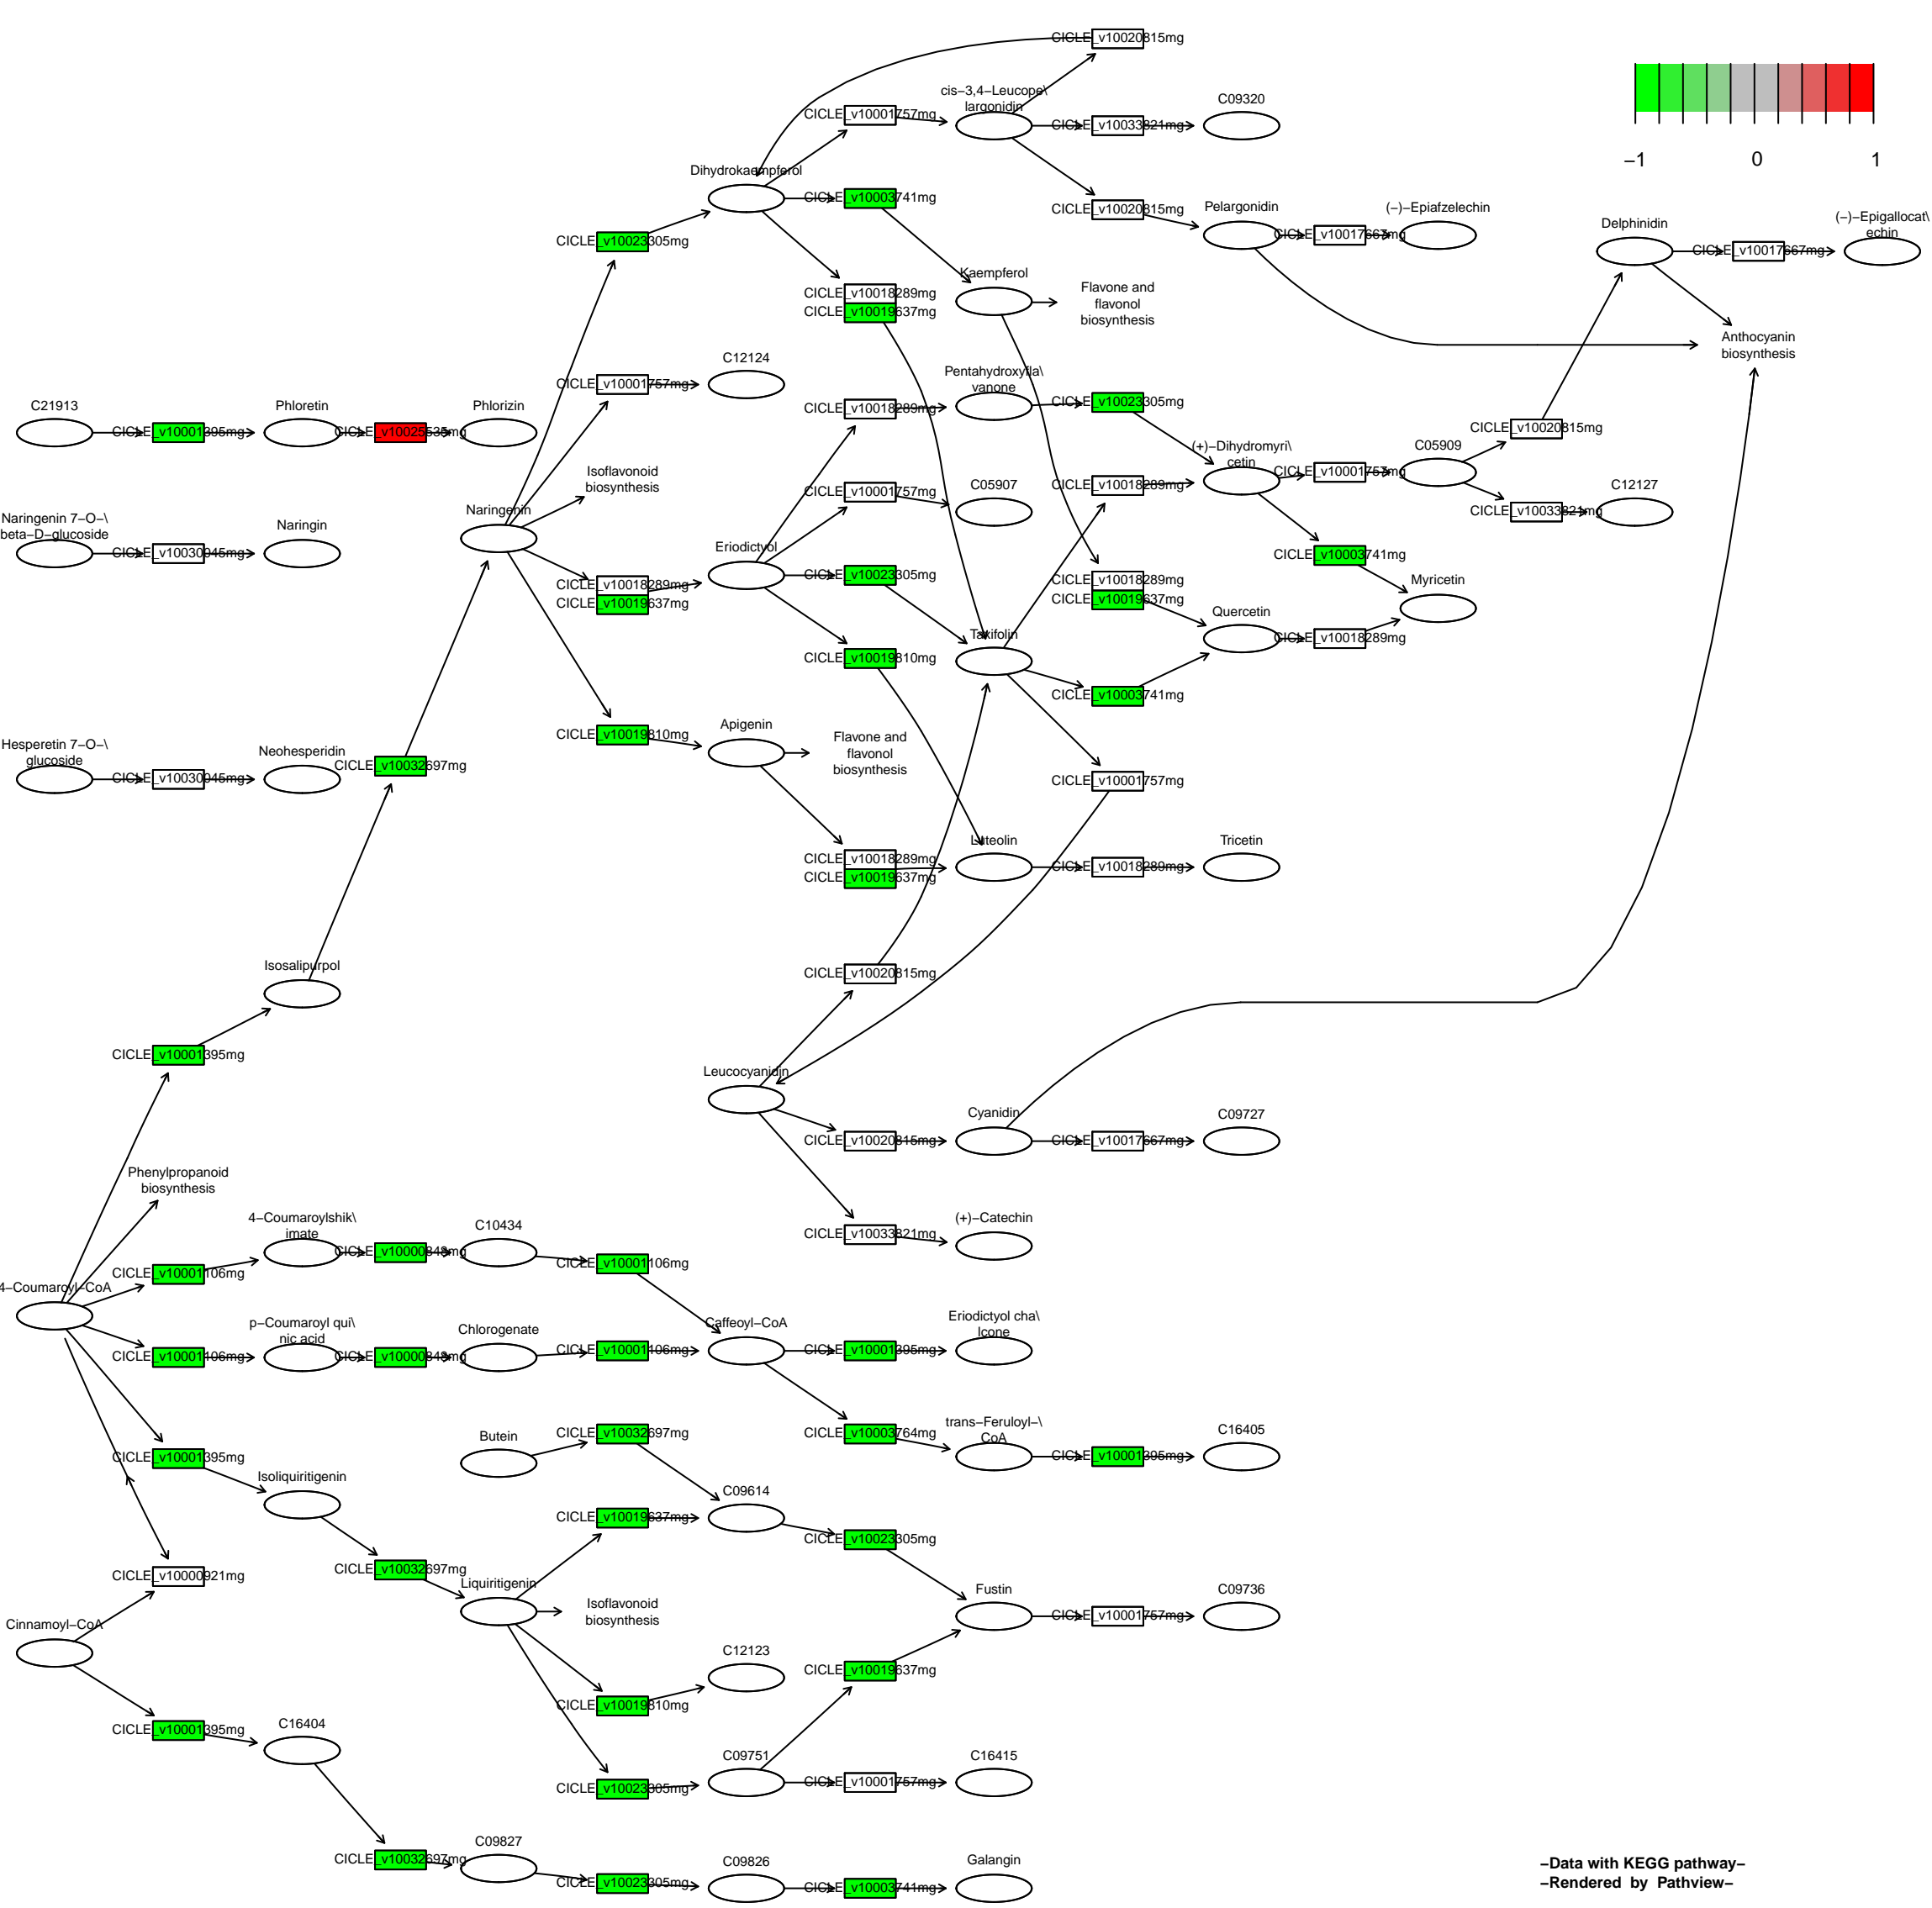 CICLE_v10020815mg
cis−3,4−Leucope\
largonidin
C09320
CICLE_v10001757mg
CICLE_v10033821mg
−1
0
1
Dihydrokaempferol
CICLE_v10003741mg
CICLE_v10020815mg
Pelargonidin
(−)−Epiafzelechin
CICLE_v10017667mg
Delphinidin
(−)−Epigallocat\
echin
CICLE_v10017667mg
CICLE_v10023305mg
Kaempferol
CICLE_v10018289mg
CICLE_v10019637mg
Flavone and
flavonol
biosynthesis
Anthocyanin
biosynthesis
C12124
CICLE_v10001757mg
Pentahydroxyfla\
vanone
CICLE_v10018289mg
CICLE_v10023305mg
C21913
CICLE_v10001395mg
Phloretin
CICLE_v10025535mg
Phlorizin
(+)−Dihydromyri\
cetin
CICLE_v10001757mg
C05909
CICLE_v10020815mg
Isoflavonoid
biosynthesis
CICLE_v10001757mg
C05907
CICLE_v10018289mg
C12127
CICLE_v10033821mg
Naringenin
Naringenin 7−O−\
beta−D−glucoside
CICLE_v10030045mg
Naringin
Eriodictyol
CICLE_v10018289mg
CICLE_v10019637mg
CICLE_v10023305mg
CICLE_v10018289mg
CICLE_v10019637mg
CICLE_v10003741mg
Myricetin
Quercetin
CICLE_v10018289mg
Taxifolin
CICLE_v10019810mg
CICLE_v10003741mg
CICLE_v10019810mg
Apigenin
Flavone and
flavonol
biosynthesis
Hesperetin 7−O−\
glucoside
CICLE_v10030045mg
Neohesperidin
CICLE_v10032697mg
CICLE_v10001757mg
CICLE_v10018289mg
CICLE_v10019637mg
Luteolin
CICLE_v10018289mg
Tricetin
Isosalipurpol
CICLE_v10020815mg
CICLE_v10001395mg
Leucocyanidin
CICLE_v10020815mg
Cyanidin
CICLE_v10017667mg
C09727
Phenylpropanoid
biosynthesis
CICLE_v10033821mg
(+)−Catechin
4−Coumaroylshik\
imate
CICLE_v10001106mg
CICLE_v10000848mg
C10434
CICLE_v10001106mg
4−Coumaroyl−CoA
p−Coumaroyl qui\
nic acid
CICLE_v10001106mg
CICLE_v10000848mg
Chlorogenate
CICLE_v10001106mg
Caffeoyl−CoA
CICLE_v10001395mg
Eriodictyol cha\
lcone
CICLE_v10003764mg
trans−Feruloyl−\
CoA
CICLE_v10001395mg
C16405
Butein
CICLE_v10032697mg
CICLE_v10001395mg
Isoliquiritigenin
C09614
CICLE_v10019637mg
CICLE_v10023305mg
CICLE_v10000921mg
CICLE_v10032697mg
Liquiritigenin
Isoflavonoid
biosynthesis
Fustin
CICLE_v10001757mg
C09736
Cinnamoyl−CoA
C12123
CICLE_v10019637mg
CICLE_v10019810mg
CICLE_v10001395mg
C16404
C09751
C16415
CICLE_v10023305mg
CICLE_v10001757mg
CICLE_v10032697mg
C09827
CICLE_v10023305mg
C09826
CICLE_v10003741mg
Galangin
−Data with KEGG pathway−
−Rendered by Pathview−